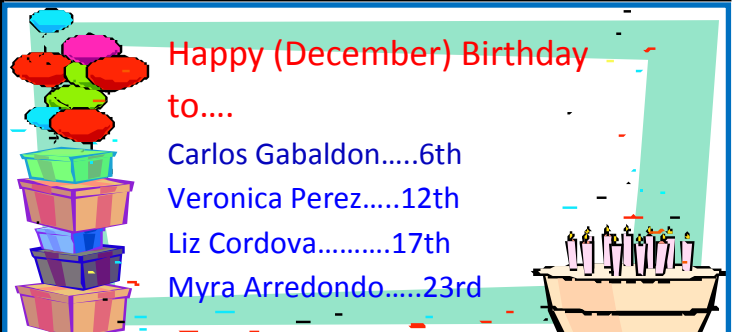 Happy (December) Birthday
to….
Carlos Gabaldon…..6th
Veronica Perez…..12th
Liz Cordova……….17th
Myra Arredondo…..23rd